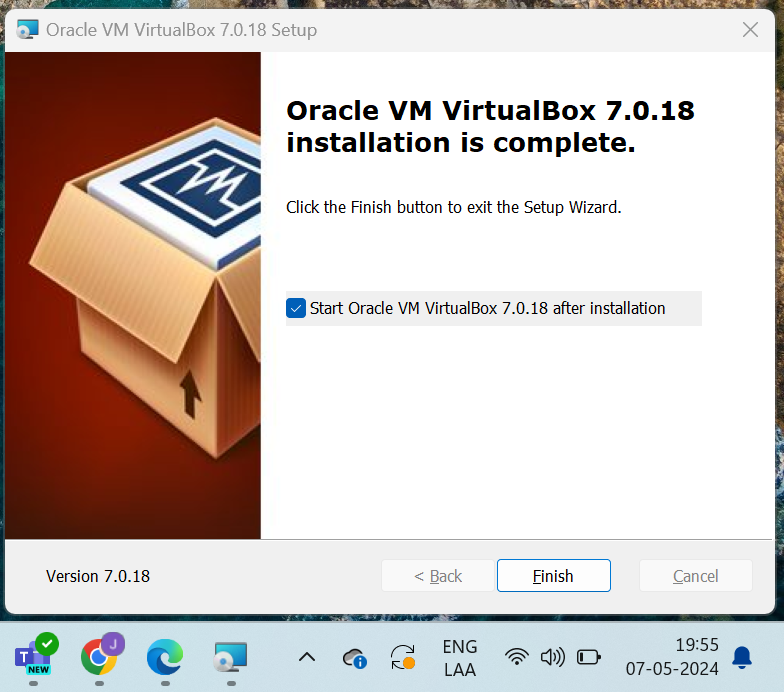 Oracle VM VirtualBox 7.0.18 Setup
Oracle VM VirtualBox 7.0.18
installation is complete.
Click the Finish button to exit the Setup Wizard.
Start Oracle VM VirtualBox 7.0.18 after installation
Version 7.0.18
< Back
Finish
Cancel
T
NEW
J
ENG
LAA
19:55
07-05-2024